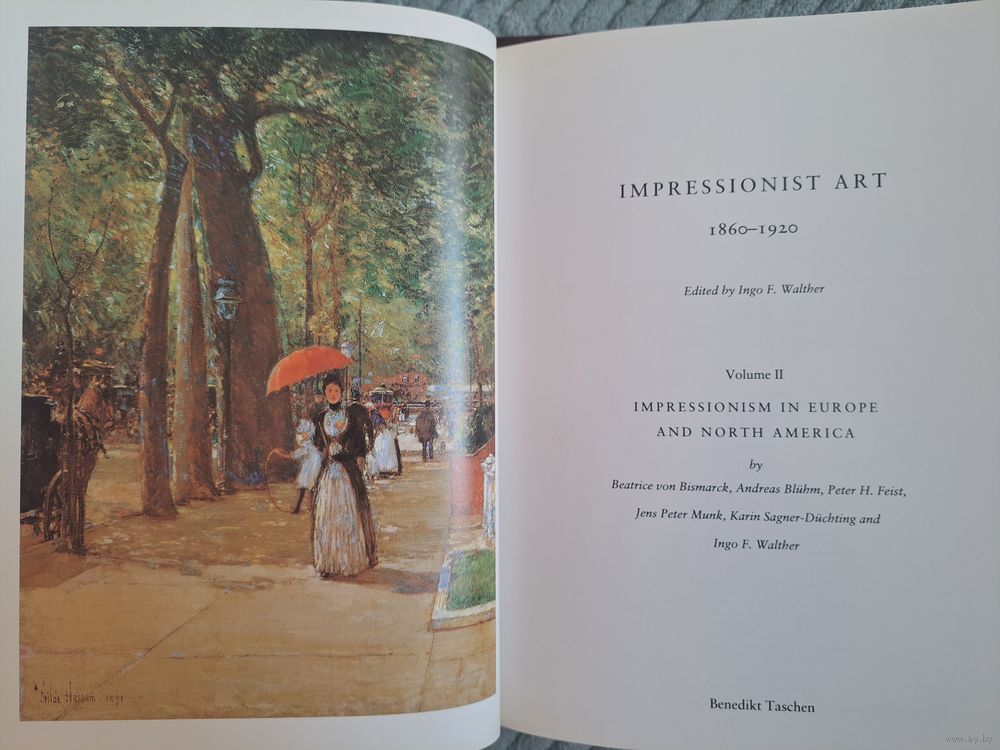 Childe Hassam . 1891
IMPRESSIONIST ART
1860–1920
Edited by Ingo F. Walther
Volume II
IMPRESSIONISM IN EUROPE
AND NORTH AMERICA
by
Beatrice von Bismarck, Andreas Blühm, Peter H. Feist,
Jens Peter Munk, Karin Sagner-Düchting and
Ingo F. Walther
Benedikt Taschen
www.ay.by